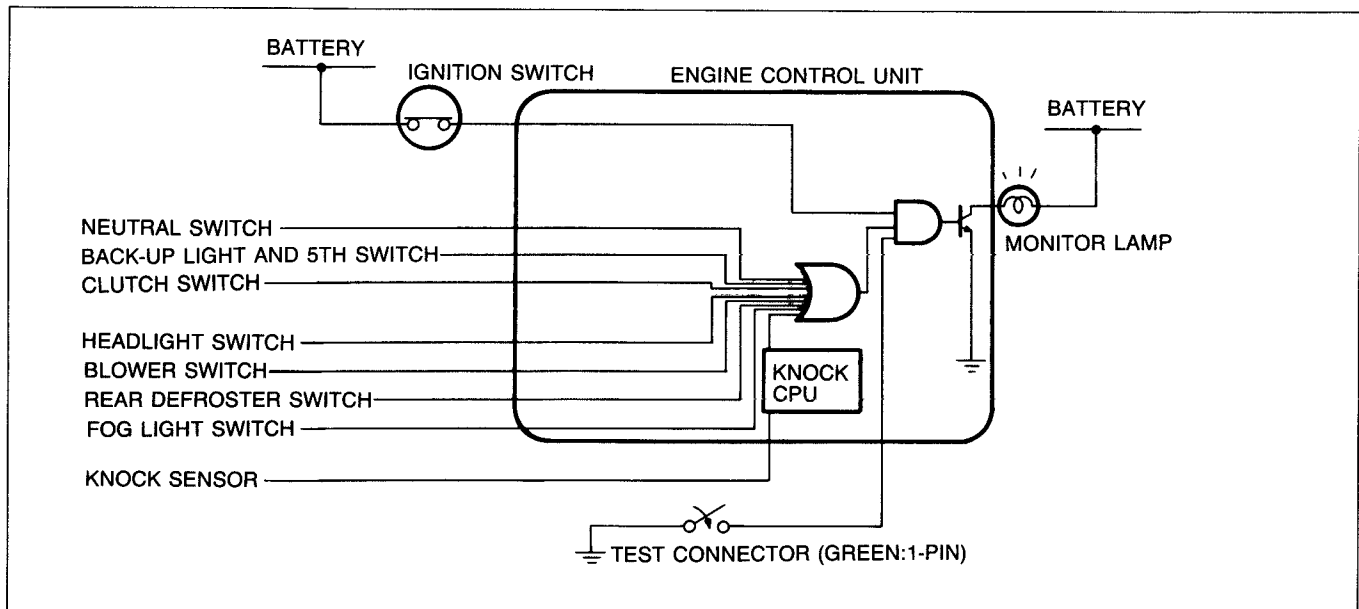 BATTERY
IGNITION SWITCH
ENGINE CONTROL UNIT
BATTERY
NEUTRAL SWITCH
BACK-UP LIGHT AND 5TH SWITCH
CLUTCH SWITCH
MONITOR LAMP
HEADLIGHT SWITCH
BLOWER SWITCH
REAR DEFROSTER SWITCH
FOG LIGHT SWITCH
KNOCK
CPU
KNOCK SENSOR
TEST CONNECTOR (GREEN:1-PIN)